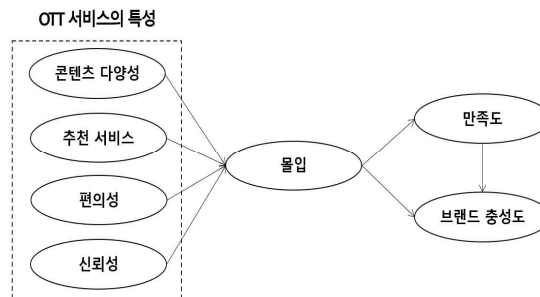 OTT 서비스의 특성
콘텐츠 다양성
추천 서비스
편의성
신뢰성
몰입
만족도
브랜드 충성도